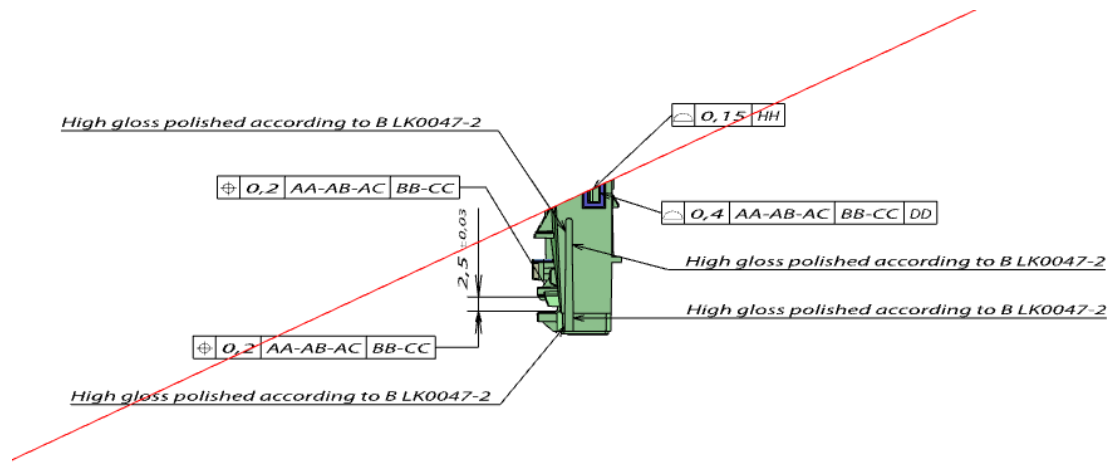 High gloss polished according to B LK0047-2
⌓ 0,15 HH
⌖ 0,2 AA-AB-AC BB-CC
⌓ 0,4 AA-AB-AC BB-CC DD
2,5 ±0,03
High gloss polished according to B LK0047-2
High gloss polished according to B LK0047-2
⌖ 0,2 AA-AB-AC BB-CC
High gloss polished according to B LK0047-2